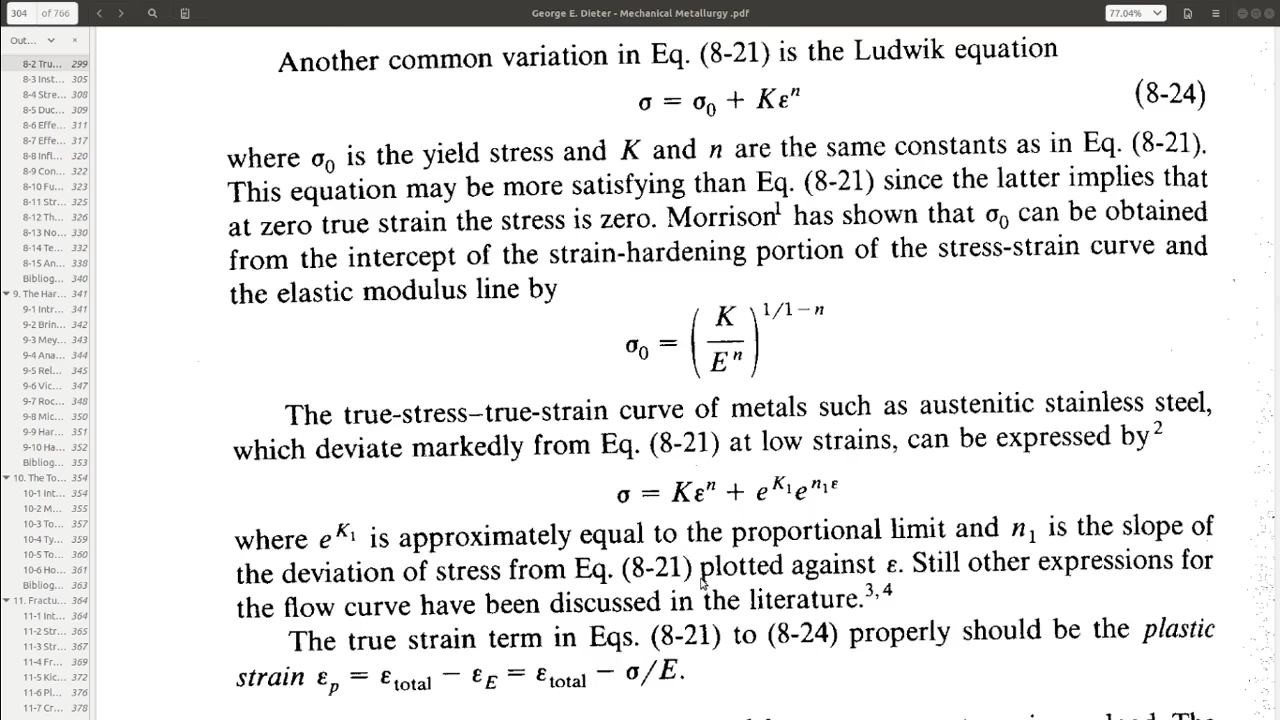 304 of 766
George E. Dieter - Mechanical Metallurgy .pdf
77.04%
Out...
8-2 Tru... 299
8-3 Inst... 305
8-4 Stre... 308
8-5 Duc... 309
8-6 Effe... 311
8-7 Effe... 317
8-8 Infl... 320
8-9 Con... 322
8-10 Fu... 323
8-11 Str... 325
8-12 Th... 326
8-13 No... 330
8-14 Te... 332
8-15 An... 338
Bibliog... 340
9. The Har... 341
9-1 Intr... 341
9-2 Brin... 342
9-3 Mey... 343
9-4 Ana... 344
9-5 Rel... 345
9-6 Vic... 347
9-7 Roc... 348
9-8 Mic... 350
9-9 Har... 351
9-10 Ha... 352
Bibliog... 353
10. The To... 354
10-1 Int... 354
10-2 M... 355
10-3 To... 357
10-4 Ty... 359
10-5 To... 360
10-6 Ho... 361
Bibliog... 363
11. Fractu... 364
11-1 Int... 364
11-2 Str... 365
11-3 Str... 367
11-4 Fr... 369
11-5 Kic... 372
11-6 Pl... 376
11-7 Cr... 378
Another common variation in Eq. (8-21) is the Ludwik equation
σ = σ₀ + Kεⁿ (8-24)
where σ₀ is the yield stress and K and n are the same constants as in Eq. (8-21).
This equation may be more satisfying than Eq. (8-21) since the latter implies that
at zero true strain the stress is zero. Morrison¹ has shown that σ₀ can be obtained
from the intercept of the strain-hardening portion of the stress-strain curve and
the elastic modulus line by
σ₀ = (K/Eⁿ)^1/1−n
The true-stress–true-strain curve of metals such as austenitic stainless steel,
which deviate markedly from Eq. (8-21) at low strains, can be expressed by²
σ = Kεⁿ + e^K₁e^n₁ε
where e^K₁ is approximately equal to the proportional limit and n₁ is the slope of
the deviation of stress from Eq. (8-21) plotted against ε. Still other expressions for
the flow curve have been discussed in the literature.³,⁴
The true strain term in Eqs. (8-21) to (8-24) properly should be the plastic
strain ε_p = ε_total − ε_E = ε_total − σ/E.